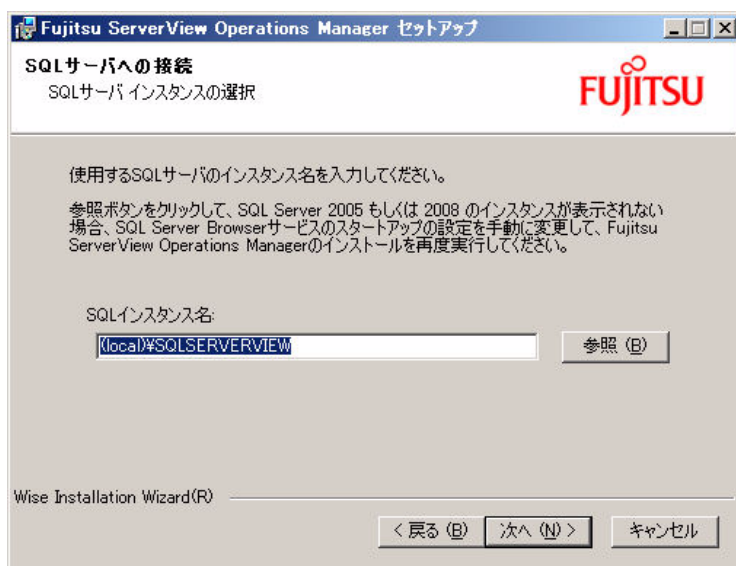 Fujitsu ServerView Operations Manager セットアップ
SQLサーバへの接続
SQLサーバ インスタンスの選択
FUJITSU
使用するSQLサーバのインスタンス名を入力してください。
参照ボタンをクリックして、SQL Server 2005 もしくは 2008 のインスタンスが表示されない
場合、SQL Server Browserサービスのスタートアップの設定を手動に変更して、Fujitsu
ServerView Operations Managerのインストールを再度実行してください。
SQLインスタンス名:
(local)¥SQLSERVERVIEW
参照 (B)
Wise Installation Wizard(R)
< 戻る (B)
次へ (N) >
キャンセル